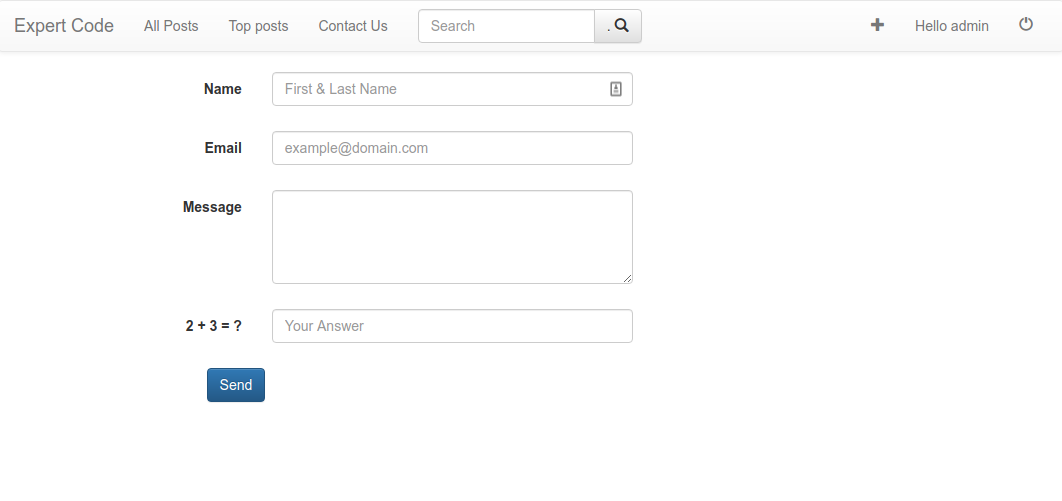 Expert Code All Posts Top posts Contact Us Search . Hello admin
Name First & Last Name
Email example@domain.com
Message
2 + 3 = ? Your Answer
Send